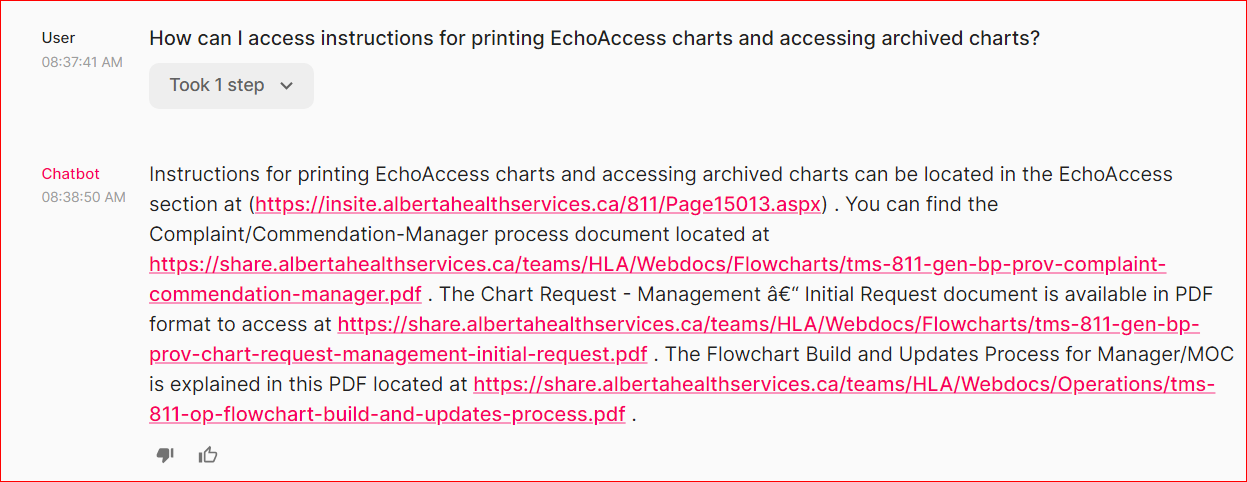 User
How can I access instructions for printing EchoAccess charts and accessing archived charts?
08:37:41 AM
Took 1 step
Chatbot
Instructions for printing EchoAccess charts and accessing archived charts can be located in the EchoAccess
08:38:50 AM
section at (https://insite.albertahealthservices.ca/811/Page15013.aspx) . You can find the
Complaint/Commendation-Manager process document located at
https://share.albertahealthservices.ca/teams/HLA/Webdocs/Flowcharts/tms-811-gen-bp-prov-complaint-
commendation-manager.pdf . The Chart Request - Management â€“ Initial Request document is available in PDF
format to access at https://share.albertahealthservices.ca/teams/HLA/Webdocs/Flowcharts/tms-811-gen-bp-
prov-chart-request-management-initial-request.pdf . The Flowchart Build and Updates Process for Manager/MOC
is explained in this PDF located at https://share.albertahealthservices.ca/teams/HLA/Webdocs/Operations/tms-
811-op-flowchart-build-and-updates-process.pdf .